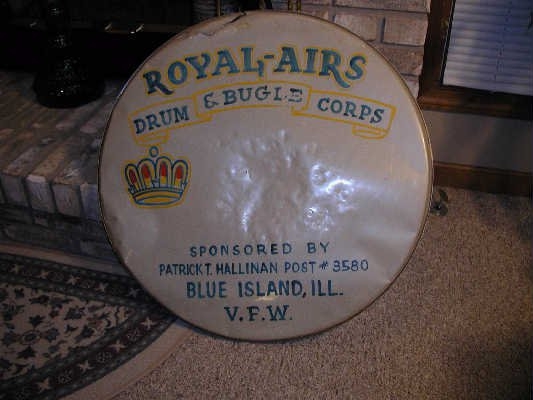 ROYAL-AIRS
DRUM & BUGLE CORPS
SPONSORED BY
PATRICK T. HALLINAN POST # 3580
BLUE ISLAND, ILL.
V.F.W.